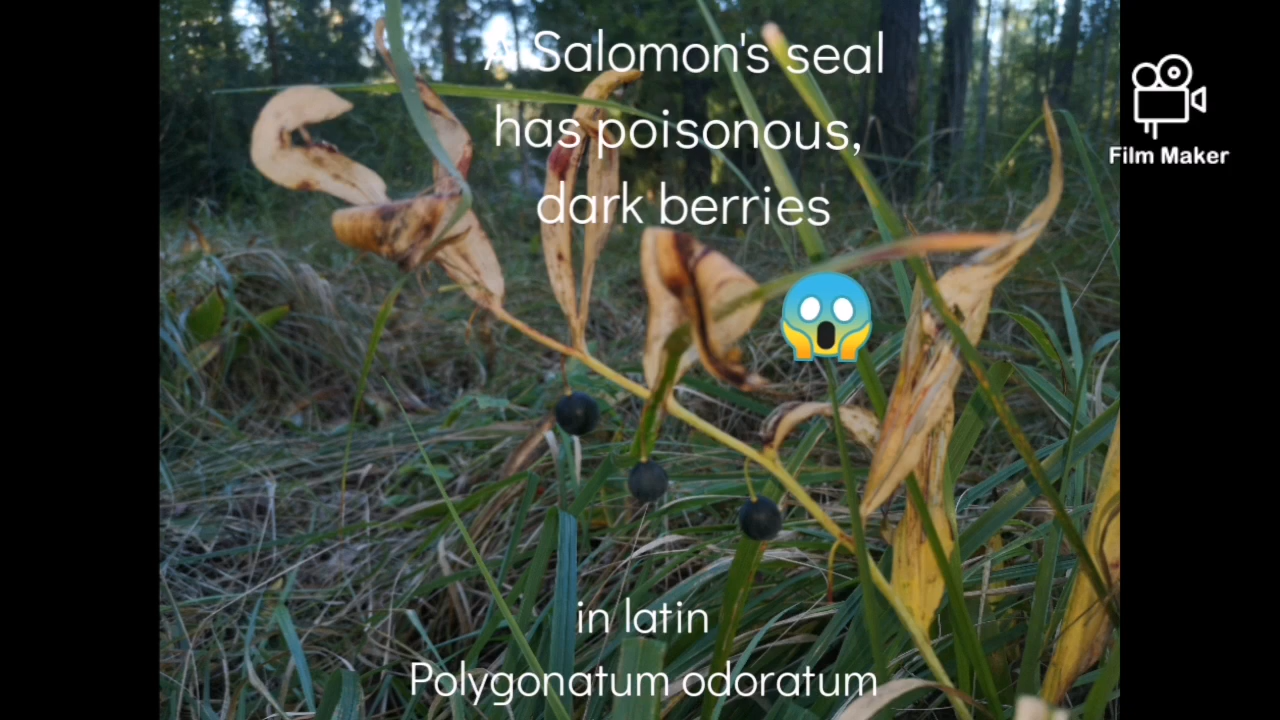 A Salomon's seal
has poisonous,
dark berries
in latin
Polygonatum odoratum
Film Maker